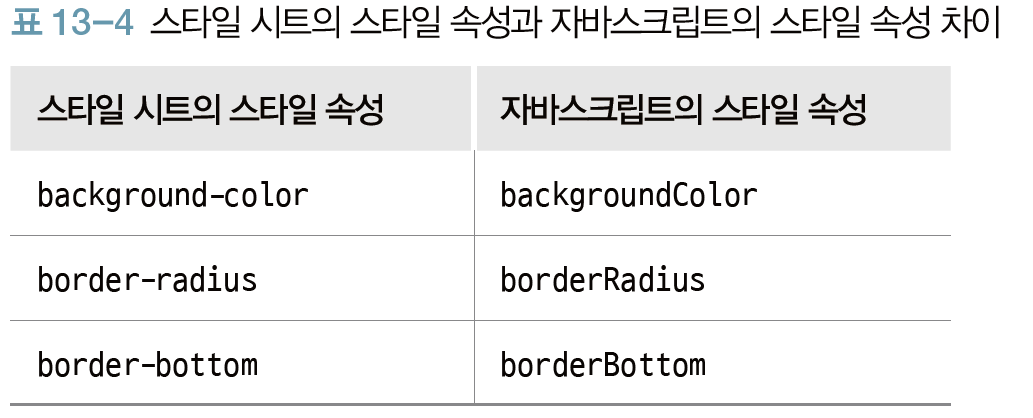 표 13-4 스타일 시트의 스타일 속성과 자바스크립트의 스타일 속성 차이
스타일 시트의 스타일 속성 자바스크립트의 스타일 속성
background-color backgroundColor
border-radius borderRadius
border-bottom borderBottom